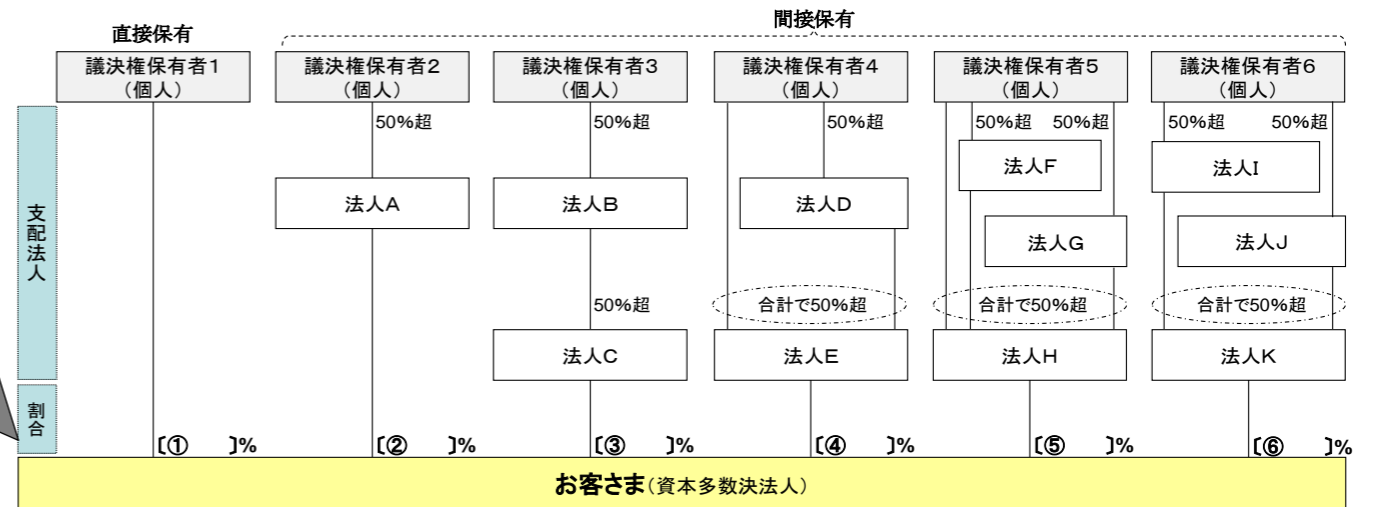 間接保有
直接保有
議決権保有者1
(個人)
議決権保有者2
(個人)
議決権保有者3
(個人)
議決権保有者4
(個人)
議決権保有者5
(個人)
議決権保有者6
(個人)
50%超
50%超
50%超
50%超 50%超
50%超 50%超
支配法人
法人A
法人B
法人D
法人F
法人G
法人I
法人J
50%超
合計で50%超
合計で50%超
合計で50%超
法人C
法人E
法人H
法人K
割合
〔① 〕%
〔② 〕%
〔③ 〕%
〔④ 〕%
〔⑤ 〕%
〔⑥ 〕%
お客さま(資本多数決法人)